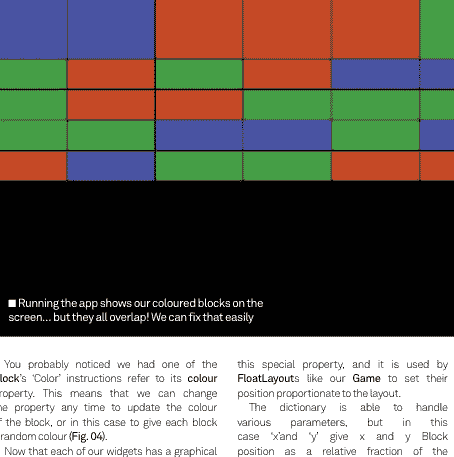 Running the app shows our coloured blocks on the
screen... but they all overlap! We can fix that easily
You probably noticed we had one of the
lock's 'Color' instructions refer to its colour
roperty. This means that we can change
he property any time to update the colour
f the block, or in this case to give each block
random colour (Fig. 04).
Now that each of our widgets has a graphical
this special property, and it is used by
FloatLayouts like our Game to set their
position proportionate to the layout.
The dictionary is able to handle
various parameters, but in this
case 'x'and 'y' give x and y Block
position as a relative fraction of the